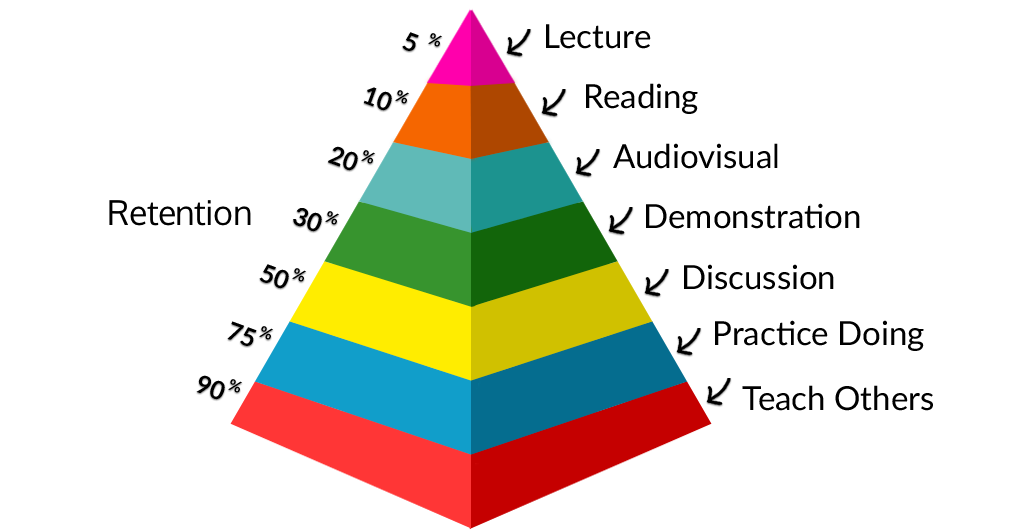 5 % Lecture
10% Reading
20% Audiovisual
Retention 30% Demonstration
50% Discussion
75% Practice Doing
90% Teach Others